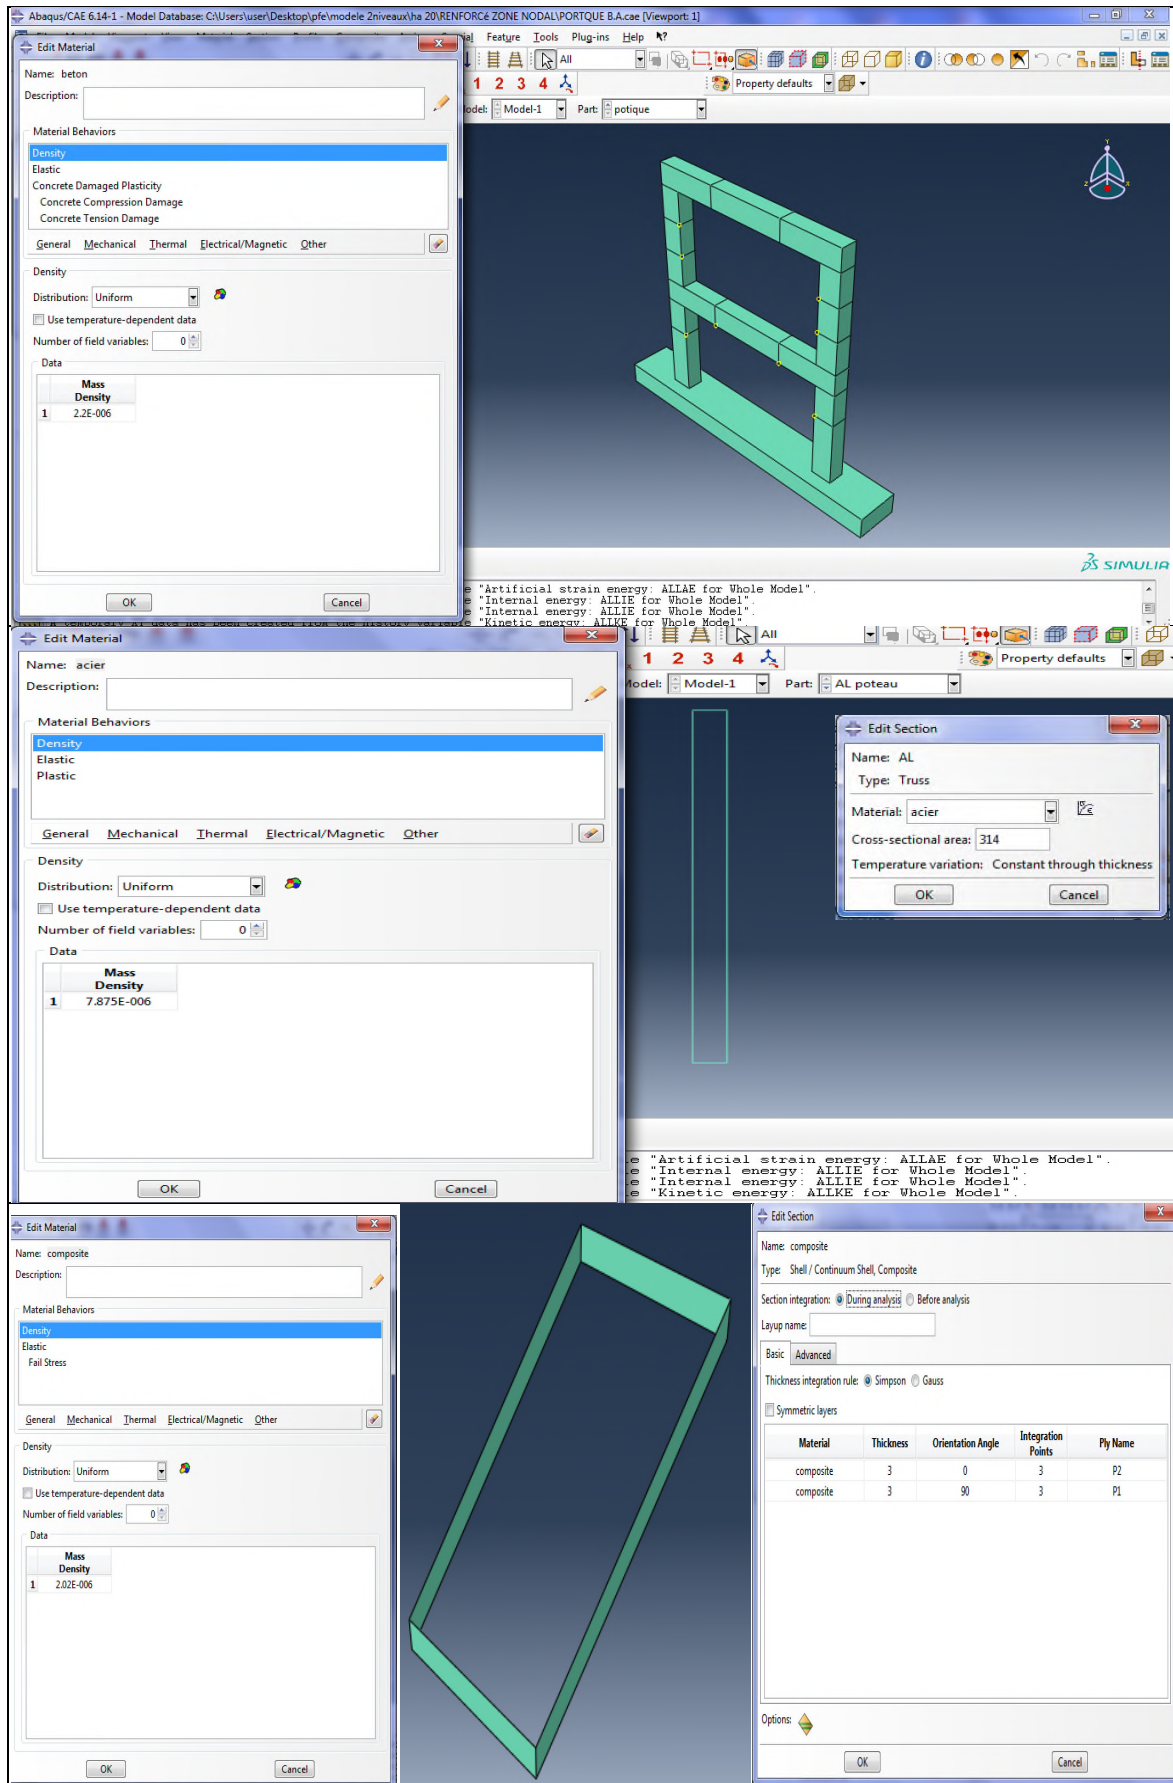 Abaqus/CAE 6.14-1 - Model Database: C:\Users\user\Desktop\pfe\modele 2niveaux\ha 20\RENFORCé ZONE NODAL\PORTQUE B.A.cae [Viewport: 1]
Edit Material
Feature Tools Plug-ins Help
Name: beton
All
Description:
1 2 3 4
Property defaults
Model-1 Part: potique
Material Behaviors
Density
Elastic
Concrete Damaged Plasticity
Concrete Compression Damage
Concrete Tension Damage
General Mechanical Thermal Electrical/Magnetic Other
Density
Distribution: Uniform
Use temperature-dependent data
Number of field variables: 0
Data
Mass
Density
1 2.2E-006
OK Cancel
SIMULIA
"Artificial strain energy: ALLAE for Whole Model".
"Internal energy: ALLIE for Whole Model".
"Internal energy: ALLIE for Whole Model".
"Kinetic energy: ALLKE for Whole Model".
Edit Material
All
Name: acier
1 2 3 4
Property defaults
Description:
Model-1 Part: AL poteau
Material Behaviors
Density
Elastic
Plastic
General Mechanical Thermal Electrical/Magnetic Other
Density
Distribution: Uniform
Use temperature-dependent data
Number of field variables: 0
Data
Mass
Density
1 7.875E-006
OK Cancel
Edit Section
Name: AL
Type: Truss
Material: acier
Cross-sectional area: 314
Temperature variation: Constant through thickness
OK Cancel
"Artificial strain energy: ALLAE for Whole Model".
"Internal energy: ALLIE for Whole Model".
"Internal energy: ALLIE for Whole Model".
"Kinetic energy: ALLKE for Whole Model".
Edit Material
Name: composite
Description:
Material Behaviors
Density
Elastic
Fail Stress
General Mechanical Thermal Electrical/Magnetic Other
Density
Distribution: Uniform
Use temperature-dependent data
Number of field variables: 0
Data
Mass
Density
1 2.02E-006
OK Cancel
Edit Section
Name: composite
Type: Shell / Continuum Shell, Composite
Section integration: During analysis Before analysis
Layup name:
Basic Advanced
Thickness integration rule: Simpson Gauss
Symmetric layers
Material Thickness Orientation Angle Integration Points Ply Name
composite 3 0 3 P2
composite 3 90 3 P1
Options:
OK Cancel